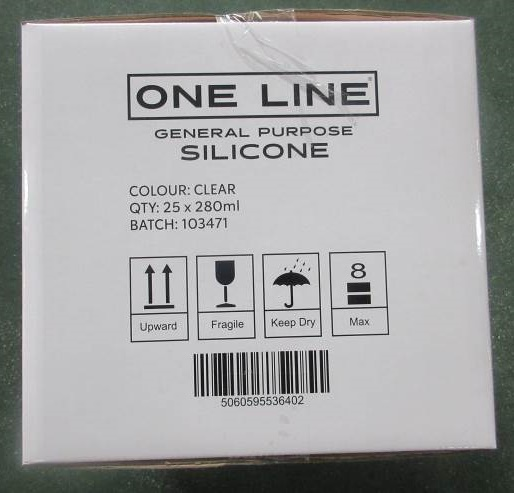 ONE LINE®
GENERAL PURPOSE
SILICONE
COLOUR: CLEAR
QTY: 25 x 280ml
BATCH: 103471
8
Upward Fragile Keep Dry Max
5060595536402